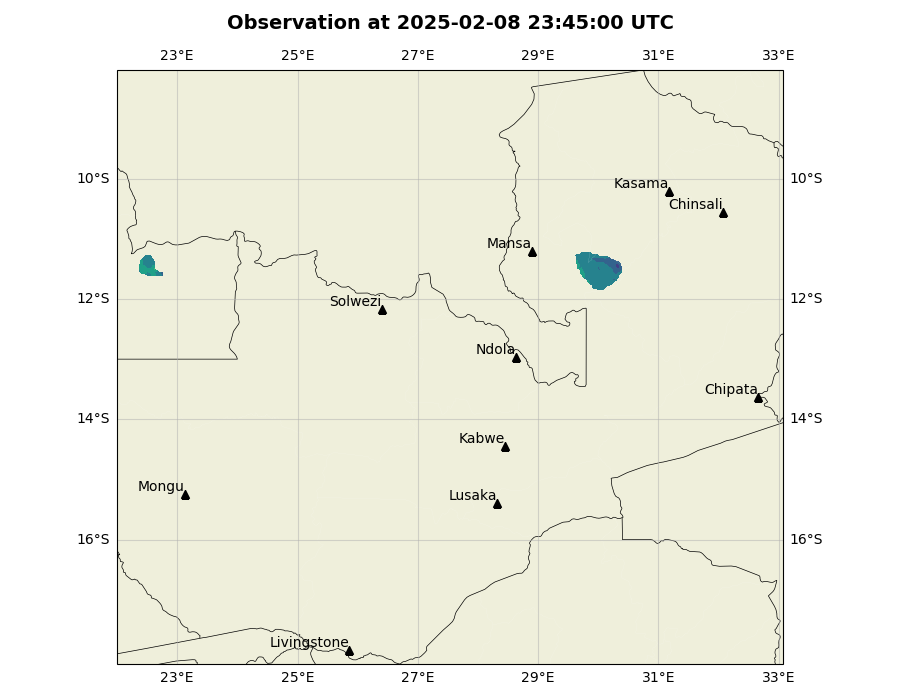 Observation at 2025-02-08 23:45:00 UTC
23°E 25°E 27°E 29°E 31°E 33°E
10°S 10°S
Kasama
Chinsali
Mansa
12°S 12°S
Solwezi
Ndola
Chipata
14°S 14°S
Kabwe
Mongu
Lusaka
16°S 16°S
Livingstone
23°E 25°E 27°E 29°E 31°E 33°E